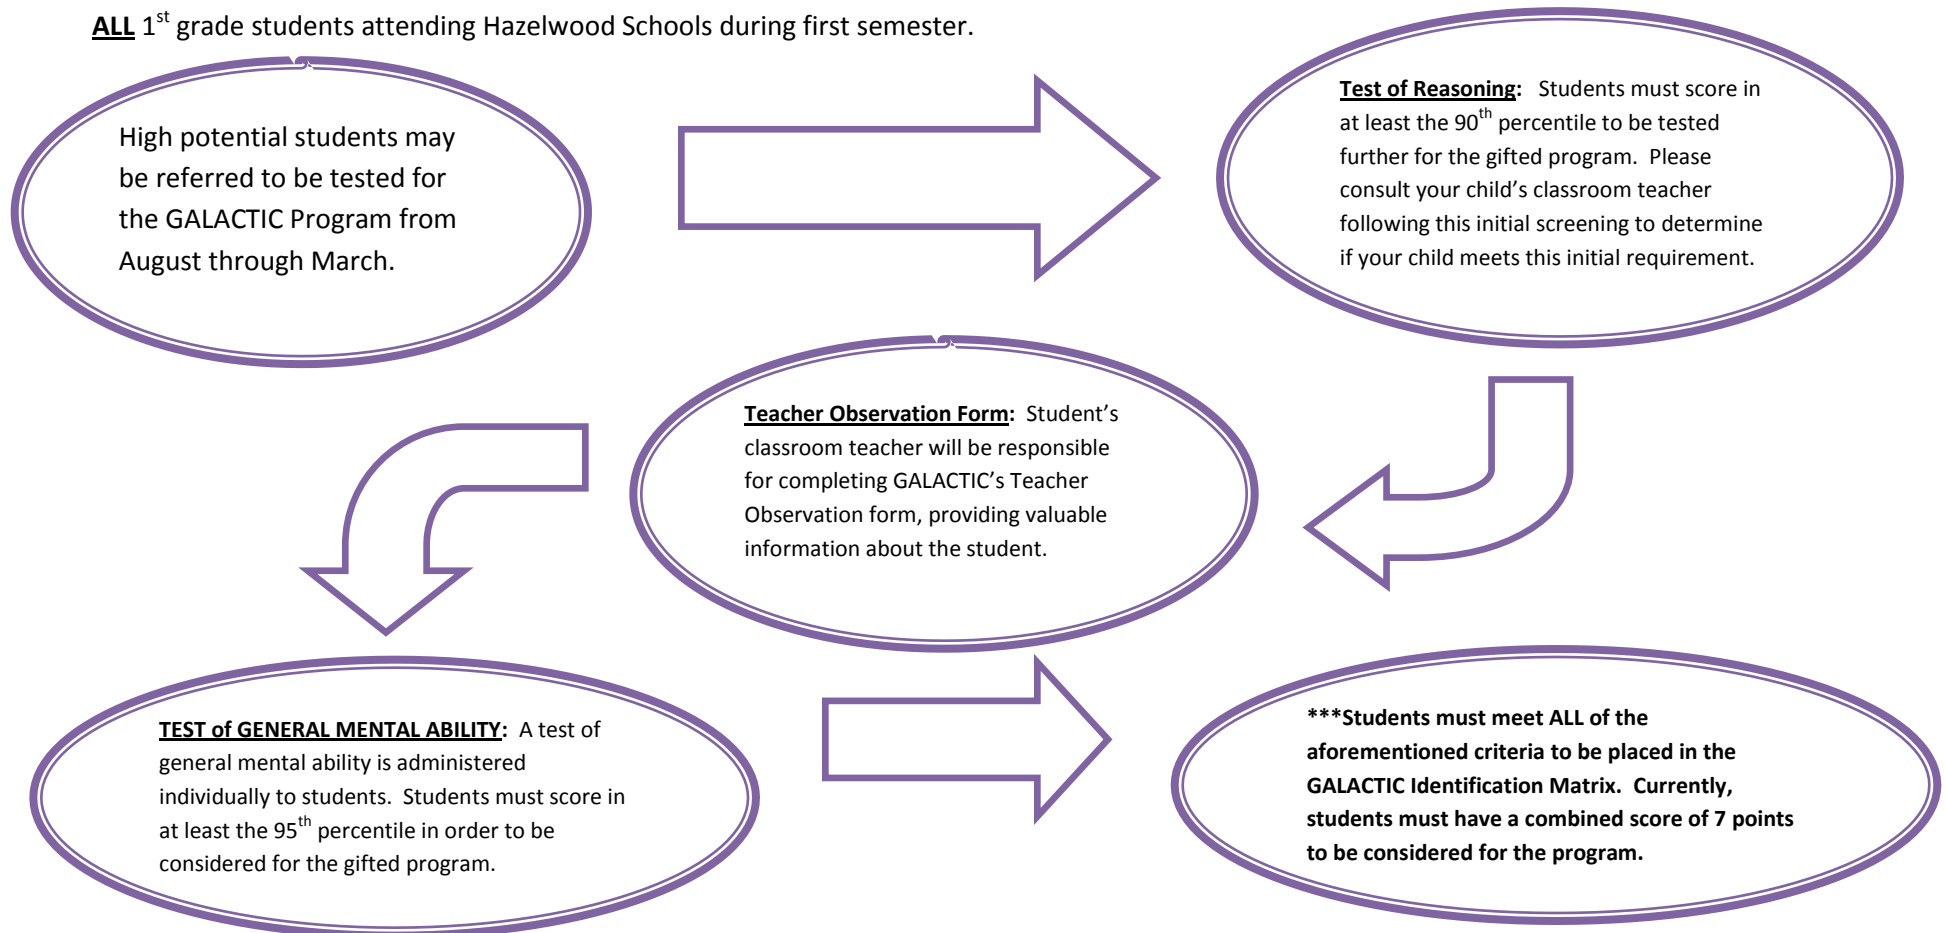 ALL 1st grade students attending Hazelwood Schools during first semester.
High potential students may
be referred to be tested for
the GALACTIC Program from
August through March.
Test of Reasoning: Students must score in
at least the 90th percentile to be tested
further for the gifted program. Please
consult your child’s classroom teacher
following this initial screening to determine
if your child meets this initial requirement.
Teacher Observation Form: Student’s
classroom teacher will be responsible
for completing GALACTIC’s Teacher
Observation form, providing valuable
information about the student.
TEST of GENERAL MENTAL ABILITY: A test of
general mental ability is administered
individually to students. Students must score in
at least the 95th percentile in order to be
considered for the gifted program.
***Students must meet ALL of the
aforementioned criteria to be placed in the
GALACTIC Identification Matrix. Currently,
students must have a combined score of 7 points
to be considered for the program.